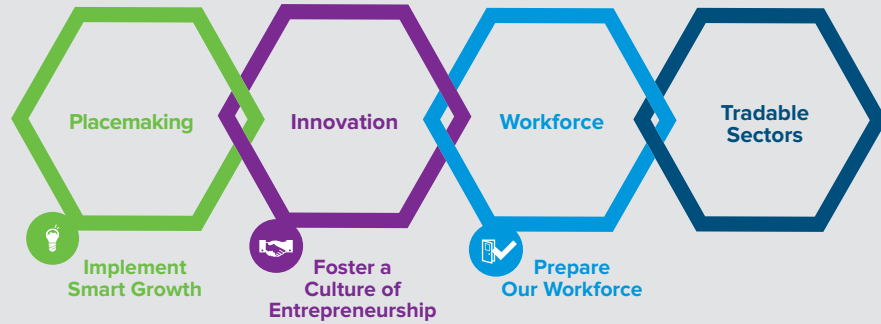 Placemaking
Innovation
Workforce
Tradable
Sectors
Implement
Smart Growth
Foster a
Culture of
Entrepreneurship
Prepare
Our Workforce